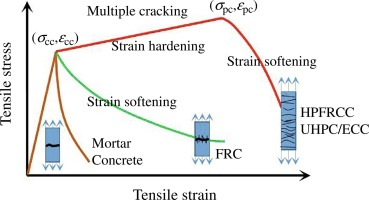 Multiple cracking
(σpc,εpc)
(σcc,εcc)
Strain hardening
Strain softening
Strain softening
HPFRCC
UHPC/ECC
Mortar
Concrete
FRC
Tensile stress
Tensile strain